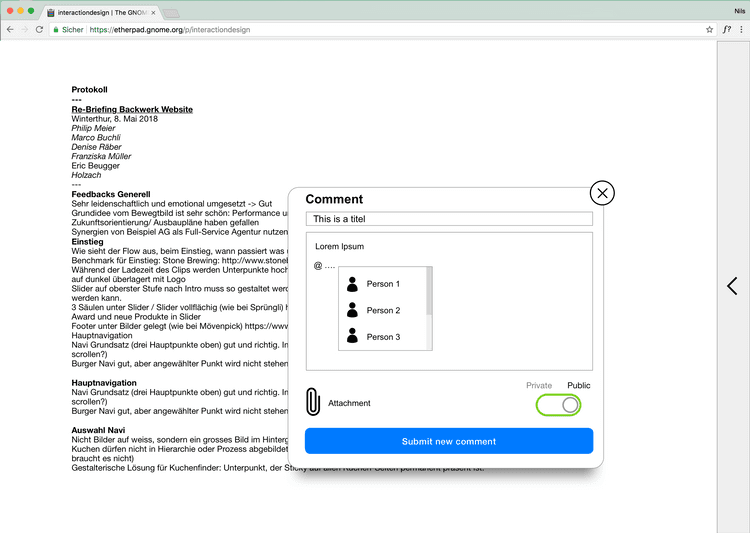 interactiondesign | The GNOM
Nils
Sicher
https://etherpad.gnome.org/p/interactiondesign
f?
Protokoll
---
Re-Briefing Backwerk Website
Winterthur, 8. Mai 2018
Philip Meier
Marco Buchli
Denise Räber
Franziska Müller
Eric Beugger
Holzach
---
Feedbacks Generell
Sehr leidenschaftlich und emotional umgesetzt -> Gut
Grundidee vom Bewegtbild ist sehr schön: Performance u
Zukunftsorientierung/ Ausbaupläne haben gefallen
Synergien von Beispiel AG als Full-Service Agentur nutzen
Einstieg
Wie sieht der Flow aus, beim Einstieg, wann passiert was u
Benchmark für Einstieg: Stone Brewing: http://www.stoneb
Während der Ladezeit des Clips werden Unterpunkte hoch
auf dunkel überlagert mit Logo
Slider auf oberster Stufe nach Intro muss so gestaltet werd
werden kann.
3 Säulen unter Slider / Slider vollflächig (wie bei Sprüngli) h
Award und neue Produkte in Slider
Footer unter Bilder gelegt (wie bei Mövenpick) https://www
Hauptnavigation
Navi Grundsatz (drei Hauptpunkte oben) gut und richtig. In
scrollen?)
Burger Navi gut, aber angewählter Punkt wird nicht stehen
Hauptnavigation
Navi Grundsatz (drei Hauptpunkte oben) gut und richtig. In
scrollen?)
Burger Navi gut, aber angewählter Punkt wird nicht stehen
Auswahl Navi
Nicht Bilder auf weiss, sondern ein grosses Bild im Hinterg
Kuchen dürfen nicht in Hierarchie oder Prozess abgebildet
braucht es nicht)
Gestalterische Lösung für Kuchenfinder: Unterpunkt, der Sticky auf allen Kuchen-Seiten permanent präsent ist.
Comment
This is a titel
Lorem Ipsum
@ ....
Person 1
Person 2
Person 3
Private Public
Attachment
Submit new comment